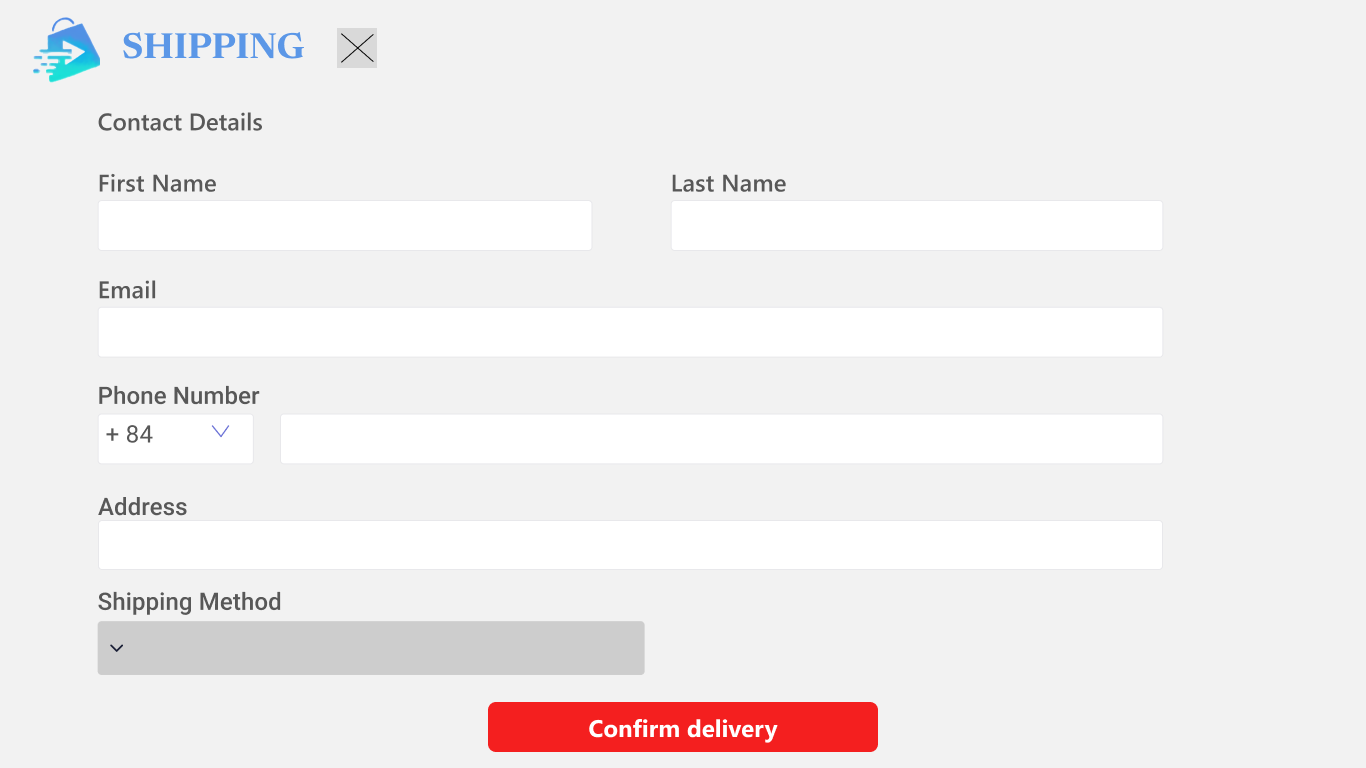 SHIPPING
Contact Details
First Name
Last Name
Email
Phone Number
+ 84
Address
Shipping Method
Confirm delivery